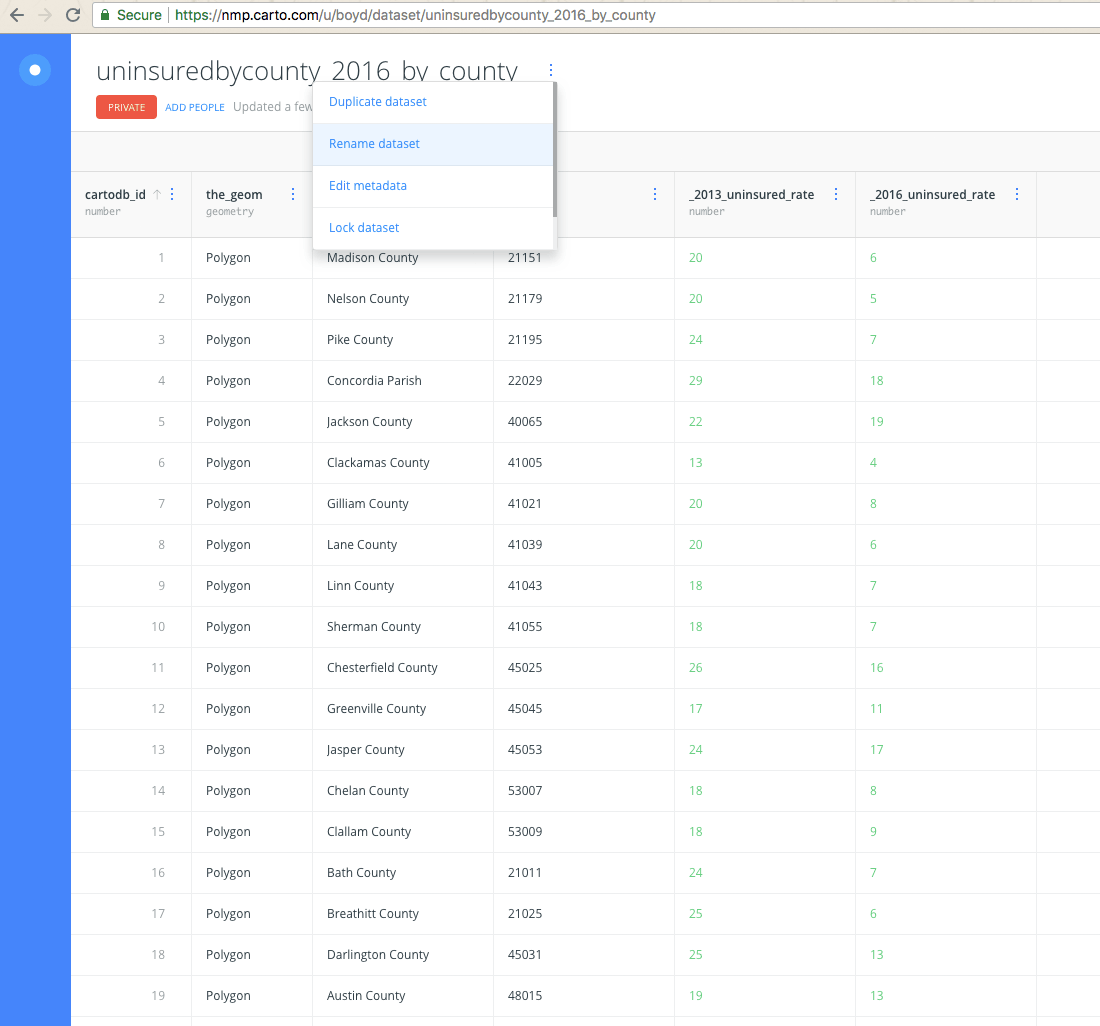 Secure https://nmp.carto.com/u/boyd/dataset/uninsuredbycounty_2016_by_county
uninsuredbycounty_2016_by_county
PRIVATE ADD PEOPLE Updated a few
Duplicate dataset
Rename dataset
Edit metadata
Lock dataset
cartodb_id the_geom _2013_uninsured_rate _2016_uninsured_rate
number geometry number number
1 Polygon Madison County 21151 20 6
2 Polygon Nelson County 21179 20 5
3 Polygon Pike County 21195 24 7
4 Polygon Concordia Parish 22029 29 18
5 Polygon Jackson County 40065 22 19
6 Polygon Clackamas County 41005 13 4
7 Polygon Gilliam County 41021 20 8
8 Polygon Lane County 41039 20 6
9 Polygon Linn County 41043 18 7
10 Polygon Sherman County 41055 18 7
11 Polygon Chesterfield County 45025 26 16
12 Polygon Greenville County 45045 17 11
13 Polygon Jasper County 45053 24 17
14 Polygon Chelan County 53007 18 8
15 Polygon Clallam County 53009 18 9
16 Polygon Bath County 21011 24 7
17 Polygon Breathitt County 21025 25 6
18 Polygon Darlington County 45031 25 13
19 Polygon Austin County 48015 19 13